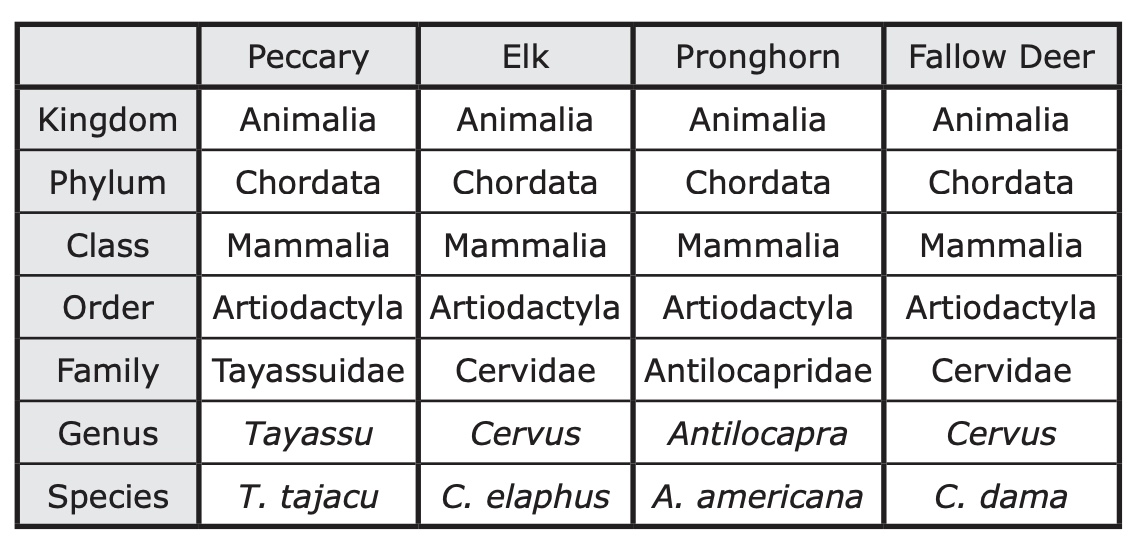 Peccary Elk Pronghorn Fallow Deer
Kingdom Animalia Animalia Animalia Animalia
Phylum Chordata Chordata Chordata Chordata
Class Mammalia Mammalia Mammalia Mammalia
Order Artiodactyla Artiodactyla Artiodactyla Artiodactyla
Family Tayassuidae Cervidae Antilocapridae Cervidae
Genus Tayassu Cervus Antilocapra Cervus
Species T. tajacu C. elaphus A. americana C. dama